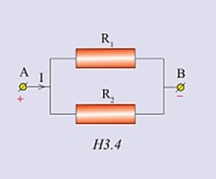 R₁
A I B
+ −
R₂
H3.4